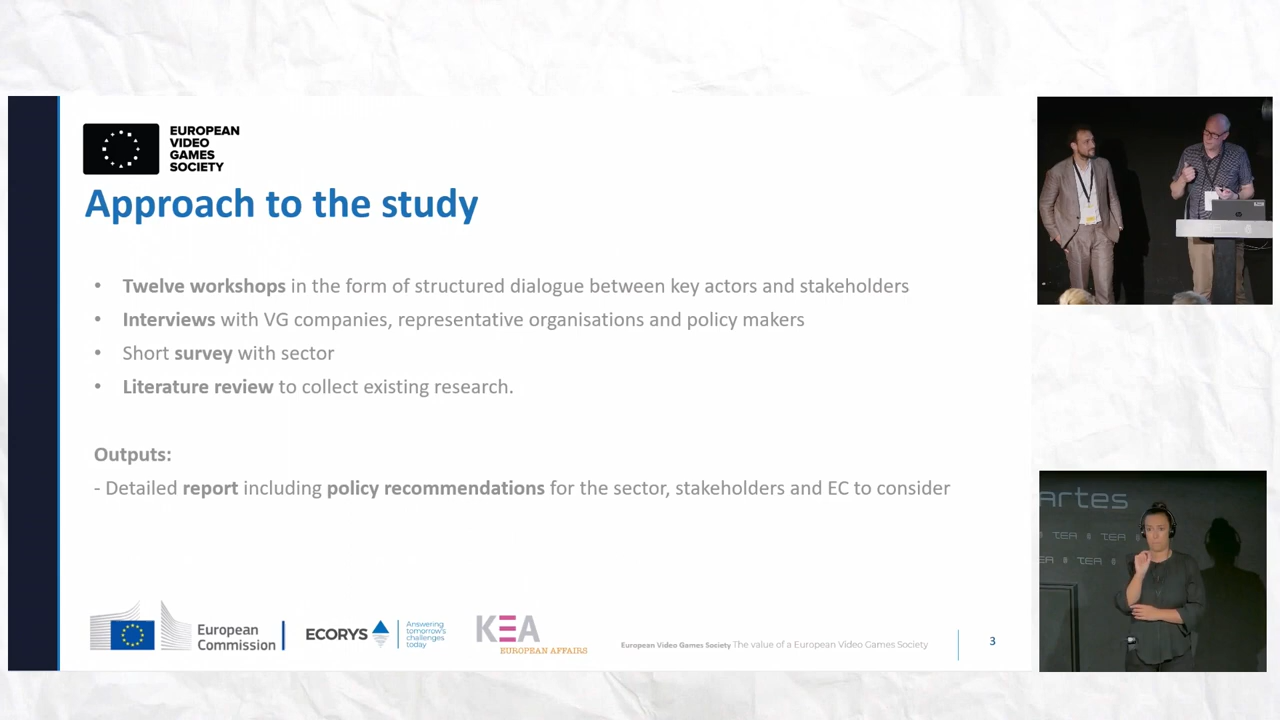 EUROPEAN
VIDEO
GAMES
SOCIETY
Approach to the study
• Twelve workshops in the form of structured dialogue between key actors and stakeholders
• Interviews with VG companies, representative organisations and policy makers
• Short survey with sector
• Literature review to collect existing research.
Outputs:
- Detailed report including policy recommendations for the sector, stakeholders and EC to consider
European
Commission
ECORYS
Answering
tomorrow's
challenges
today
KEA
EUROPEAN AFFAIRS
European Video Games Society The value of a European Video Games Society
3
artes
TEA TEA
TEA TEA